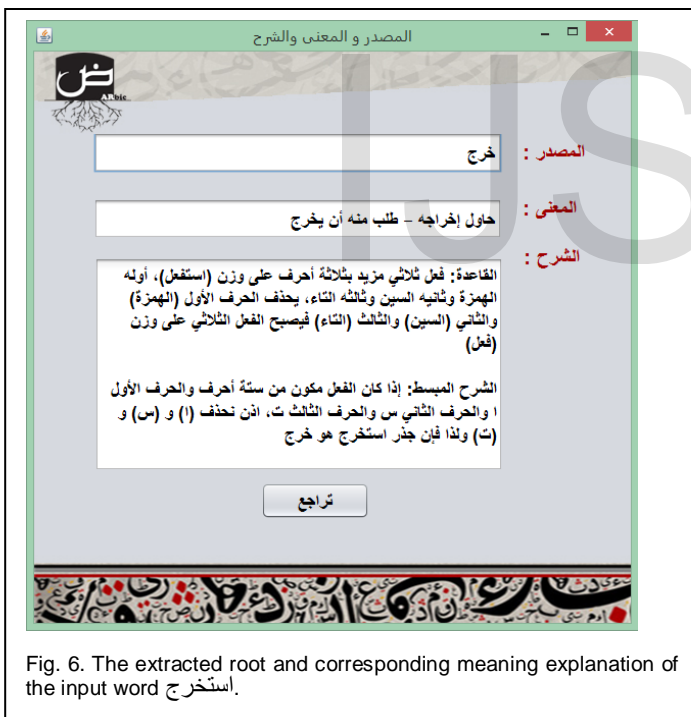 المصدر و المعنى والشرح
ض
ARbic
المصدر :
خرج
المعنى :
حاول إخراجه – طلب منه أن يخرج
الشرح :
القاعدة: فعل ثلاثي مزيد بثلاثة أحرف على وزن (استفعل)، أوله
الهمزة وثانيه السين وثالثه التاء، يحذف الحرف الأول (الهمزة)
والثاني (السين) والثالث (التاء) فيصبح الفعل الثلاثي على وزن
(فعل)
الشرح المبسط: إذا كان الفعل مكون من ستة أحرف والحرف الأول
ا والحرف الثاني س والحرف الثالث ت، اذن نحذف (ا) و (س) و
(ت) ولذا فإن جذر استخرج هو خرج
تراجع
IJS
Fig. 6. The extracted root and corresponding meaning explanation of
the input word استخرج.